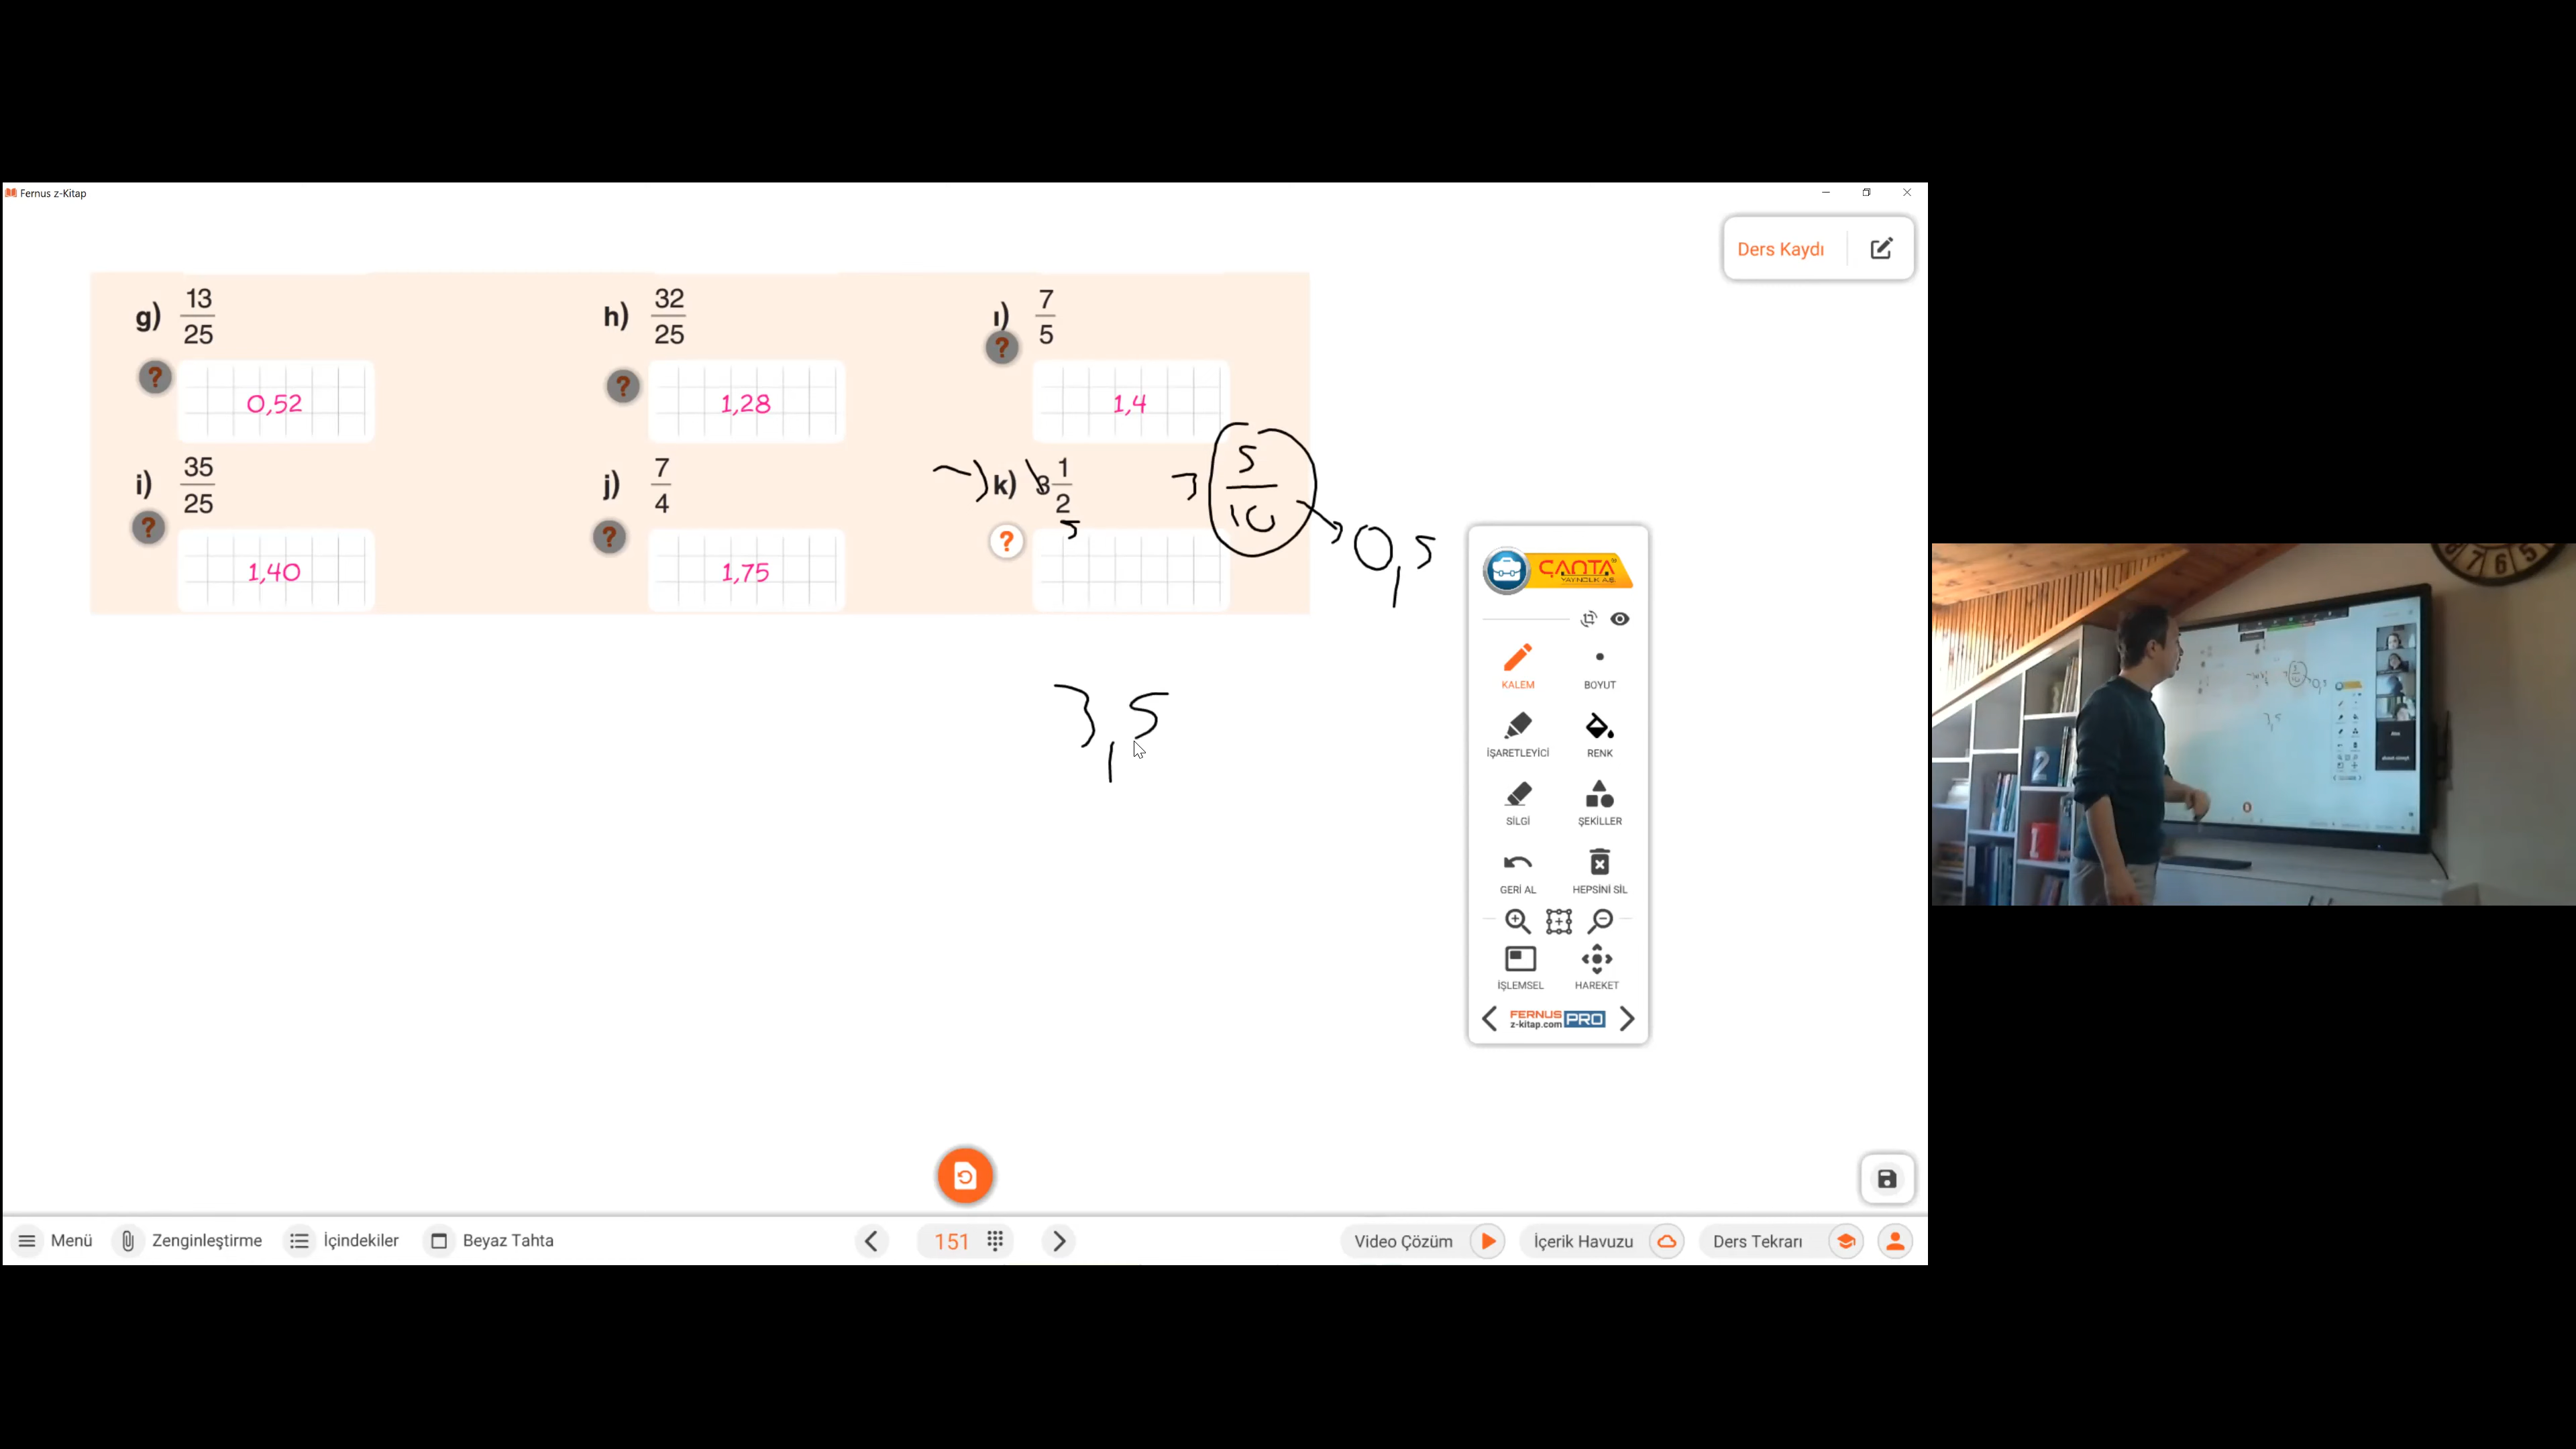 Fernus z-Kitap
Ders Kaydı
g) 13/25
h) 32/25
ı) 7/5
? 0,52
? 1,28
? 1,4
i) 35/25
j) 7/4
k) 3 1/2
5
3 5/10
0,5
? 1,40
? 1,75
?
3,5
ÇANTA
YAYINCILIK A.Ş.
KALEM
BOYUT
İŞARETLEYİCİ
RENK
SİLGİ
ŞEKİLLER
GERİ AL
HEPSİNİ SİL
İŞLEMSEL
HAREKET
FERNUS
z-kitap.com PRO
Menü
Zenginleştirme
İçindekiler
Beyaz Tahta
151
Video Çözüm
İçerik Havuzu
Ders Tekrarı